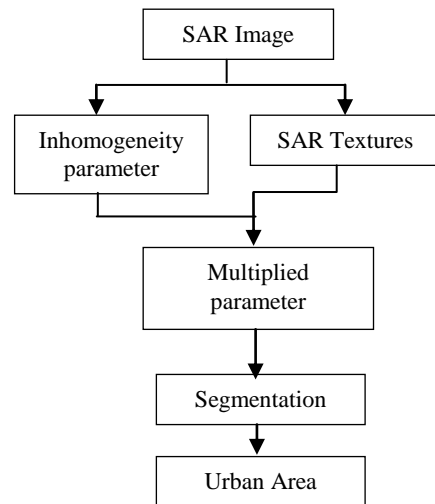 SAR Image
Inhomogeneity
parameter
SAR Textures
Multiplied
parameter
Segmentation
Urban Area